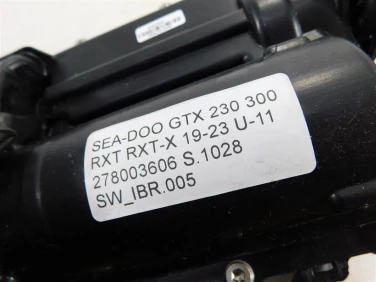 SEA-DOO GTX 230 300
RXT RXT-X 19-23 U-11
278003606 S.1028
SW_IBR.005